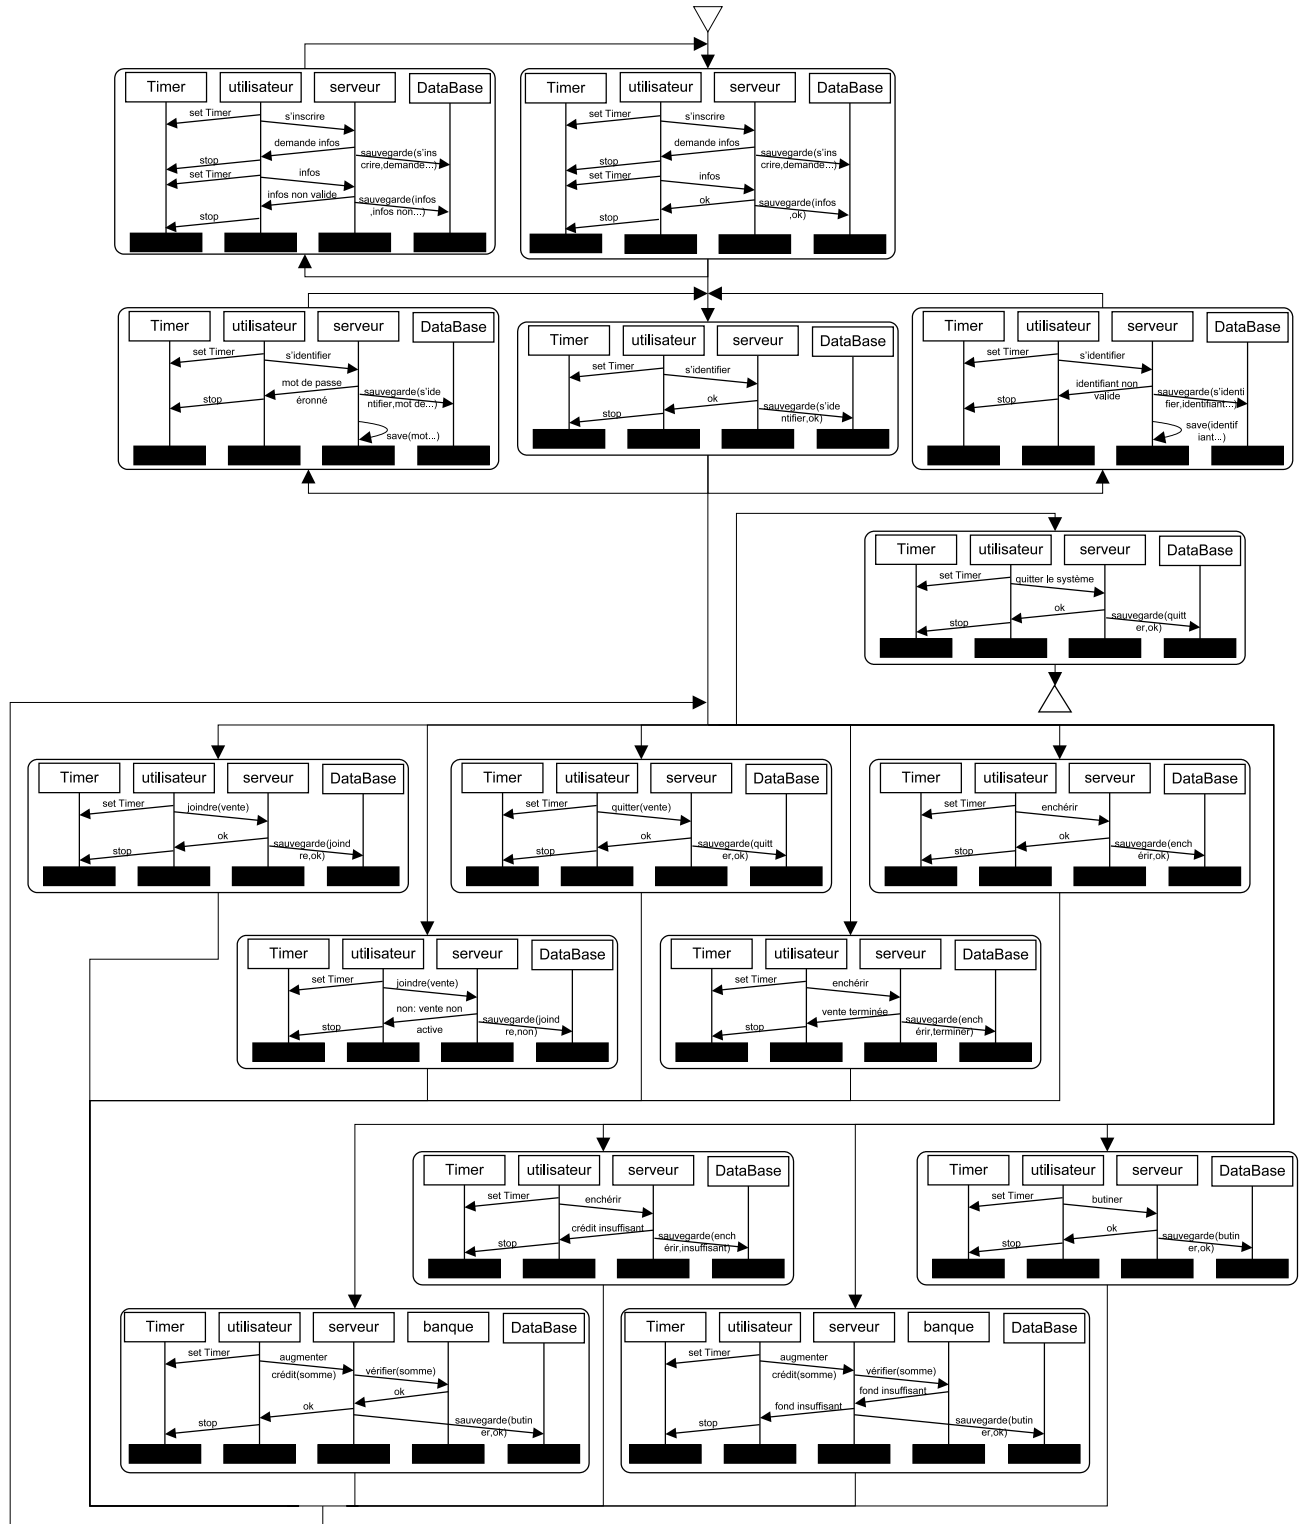 Timer utilisateur serveur DataBase
set Timer
s'inscrire
demande infos
stop
sauvegarde(s'ins
crire,demande...)
set Timer
infos
infos non valide
sauvegarde(infos
,infos non...)
stop
Timer utilisateur serveur DataBase
set Timer
s'inscrire
demande infos
stop
sauvegarde(s'ins
crire,demande...)
set Timer
infos
ok
sauvegarde(infos
,ok)
stop
Timer utilisateur serveur DataBase
set Timer
s'identifier
mot de passe
éronné
stop
sauvegarde(s'ide
ntifier,mot de...)
save(mot...)
Timer utilisateur serveur DataBase
set Timer
s'identifier
ok
stop
sauvegarde(s'ide
ntifier,ok)
Timer utilisateur serveur DataBase
set Timer
s'identifier
identifiant non
valide
stop
sauvegarde(s'identi
fier,identifiant...)
save(identif
iant...)
Timer utilisateur serveur DataBase
set Timer
quitter le système
ok
stop
sauvegarde(quitt
er,ok)
Timer utilisateur serveur DataBase
set Timer
joindre(vente)
ok
stop
sauvegarde(joind
re,ok)
Timer utilisateur serveur DataBase
set Timer
quitter(vente)
ok
stop
sauvegarde(quitt
er,ok)
Timer utilisateur serveur DataBase
set Timer
enchérir
ok
stop
sauvegarde(ench
érir,ok)
Timer utilisateur serveur DataBase
set Timer
joindre(vente)
non: vente non
active
stop
sauvegarde(joind
re,non)
Timer utilisateur serveur DataBase
set Timer
enchérir
vente terminée
stop
sauvegarde(ench
érir,terminer)
Timer utilisateur serveur DataBase
set Timer
enchérir
crédit insuffisant
stop
sauvegarde(ench
érir,insuffisant)
Timer utilisateur serveur DataBase
set Timer
butiner
ok
stop
sauvegarde(butin
er,ok)
Timer utilisateur serveur banque DataBase
set Timer
augmenter
crédit(somme)
vérifier(somme)
ok
ok
stop
sauvegarde(butin
er,ok)
Timer utilisateur serveur banque DataBase
set Timer
augmenter
crédit(somme)
vérifier(somme)
fond insuffisant
fond insuffisant
stop
sauvegarde(butin
er,ok)